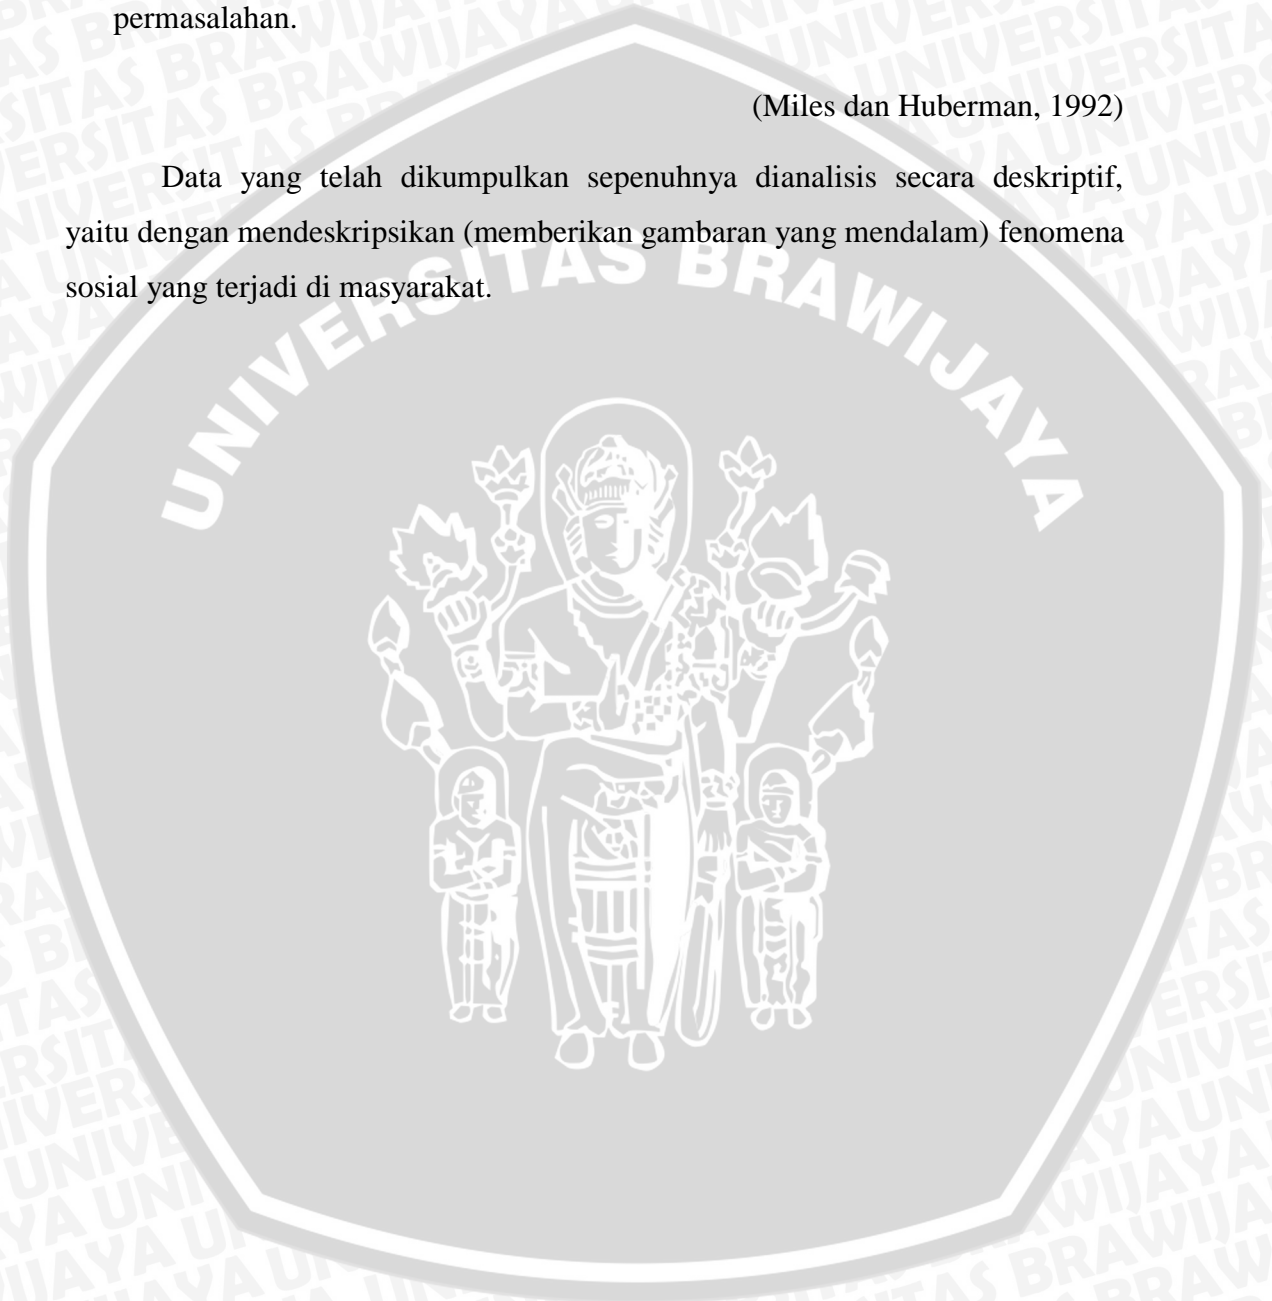 permasalahan.
(Miles dan Huberman, 1992)
Data yang telah dikumpulkan sepenuhnya dianalisis secara deskriptif,
yaitu dengan mendeskripsikan (memberikan gambaran yang mendalam) fenomena
sosial yang terjadi di masyarakat.
UNIVERSITAS BRAWIJAYA